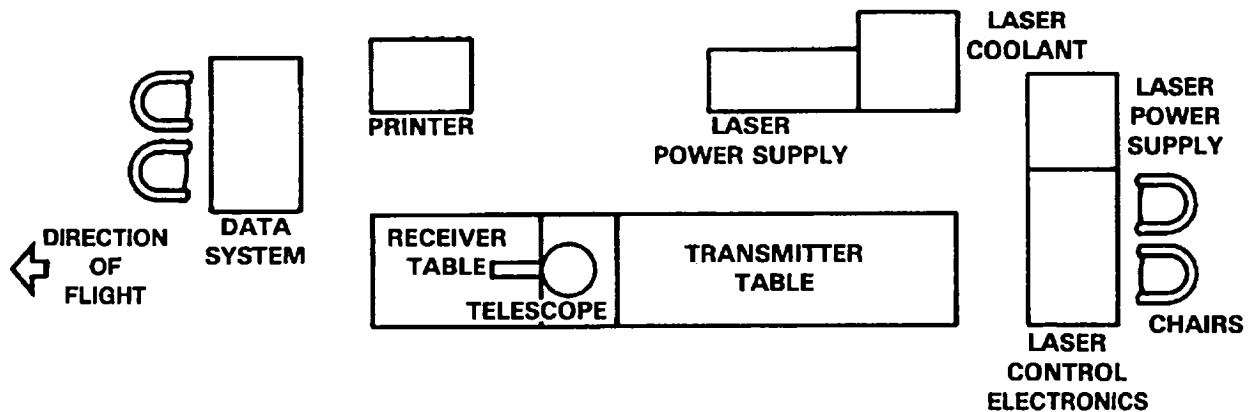 LASER
COOLANT
LASER
POWER
SUPPLY
PRINTER
LASER
POWER SUPPLY
DATA
SYSTEM
DIRECTION
OF
FLIGHT
RECEIVER
TABLE
TELESCOPE
TRANSMITTER
TABLE
CHAIRS
LASER
CONTROL
ELECTRONICS